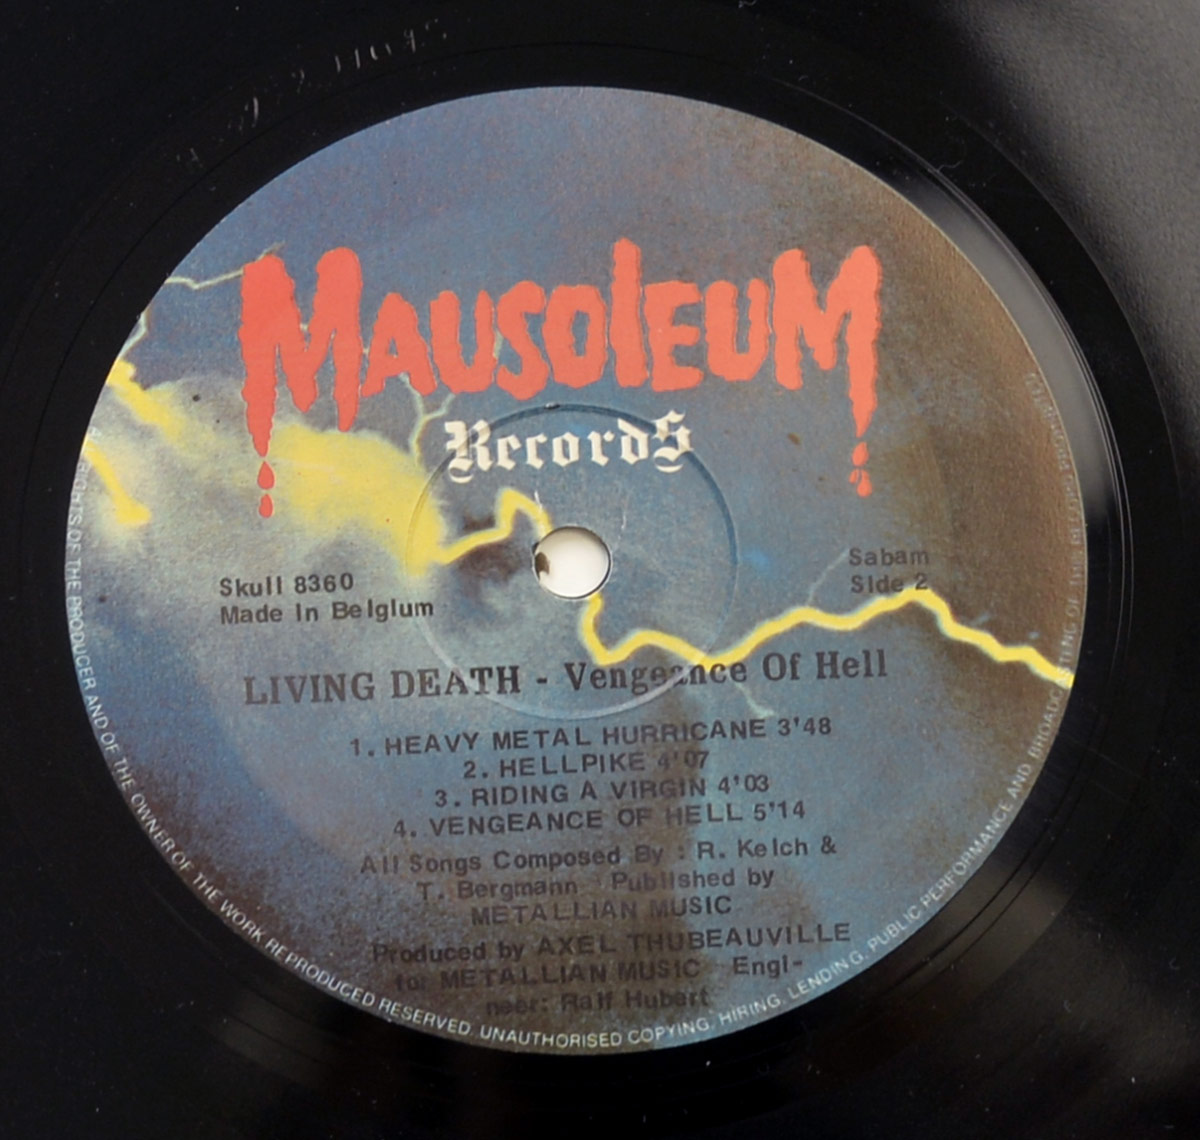 MAUSOLEUM
Records
Skull 8360
Made In Belgium
Sabam
Side 2
LIVING DEATH - Vengeance Of Hell
1. HEAVY METAL HURRICANE 3'48
2. HELLPIKE 4'07
3. RIDING A VIRGIN 4'03
4. VENGEANCE OF HELL 5'14
All Songs Composed By : R. Kelch &
T. Bergmann Published by
METALLIAN MUSIC
Produced by AXEL THUBEAUVILLE
for METALLIAN MUSIC Engi-
neer: Ralf Hubert
RIGHTS OF THE PRODUCER AND OF THE OWNER OF THE WORK REPRODUCED RESERVED. UNAUTHORISED COPYING, HIRING, LENDING, PUBLIC PERFORMANCE AND BROADCASTING OF